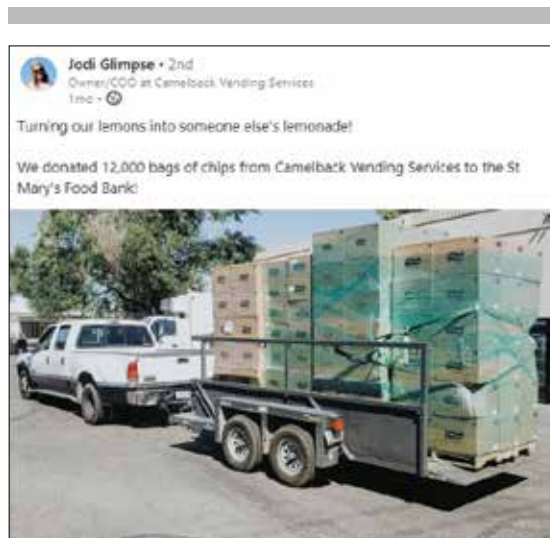 Jodi Glimpse • 2nd
Owner/COO at Camelback Vending Services
1mo •
Turning our lemons into someone else's lemonade!
We donated 12,000 bags of chips from Camelback Vending Services to the St
Mary's Food Bank!